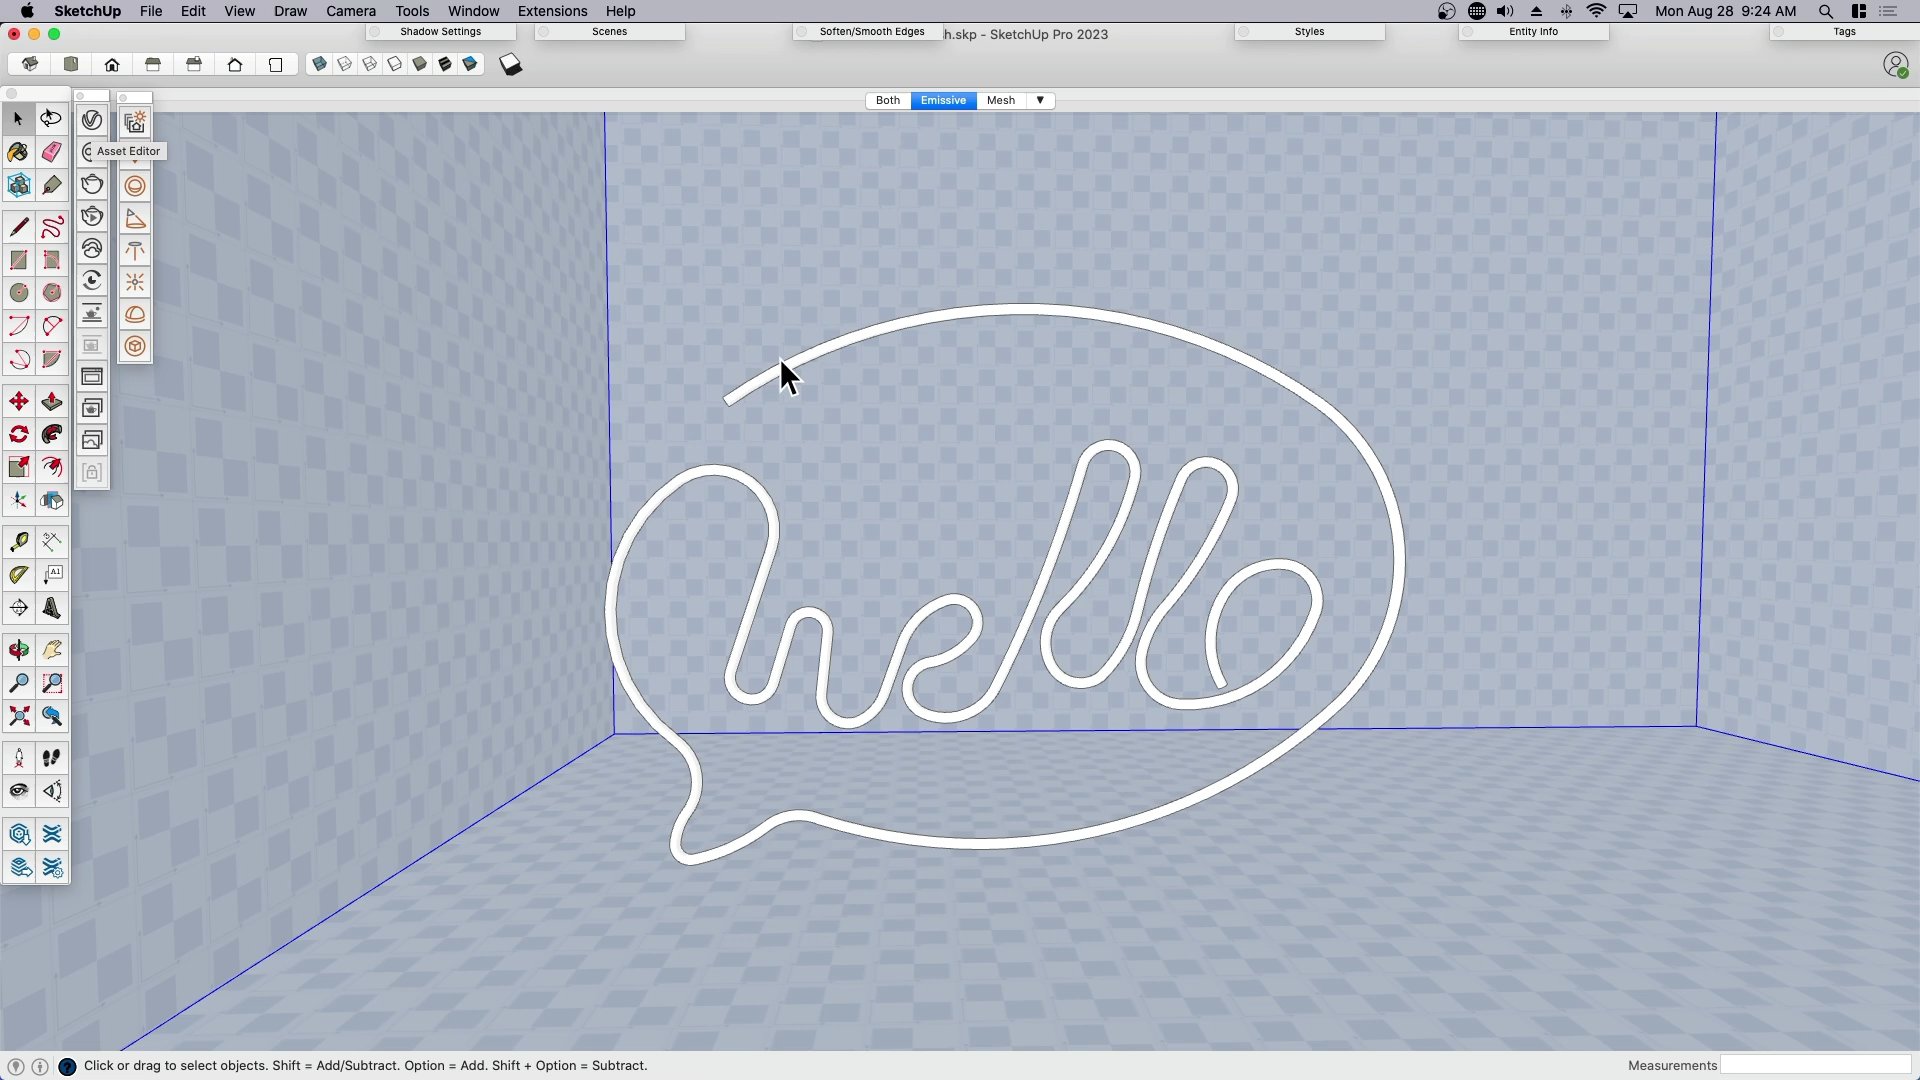 SketchUp File Edit View Draw Camera Tools Window Extensions Help Mon Aug 28 9:24 AM
Shadow Settings Scenes Soften/Smooth Edges h.skp - SketchUp Pro 2023 Styles Entity Info Tags
Both Emissive Mesh
Asset Editor
hello
A1
Click or drag to select objects. Shift = Add/Subtract. Option = Add. Shift + Option = Subtract. Measurements